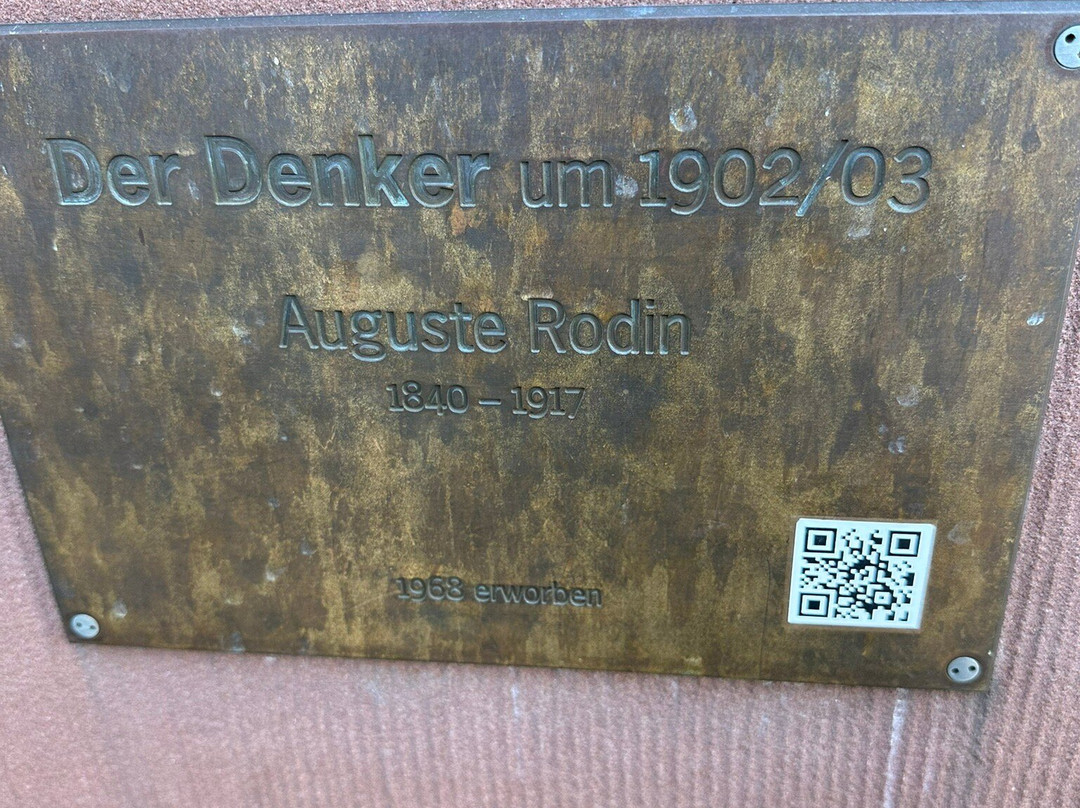 Der Denker um 1902/03
Auguste Rodin
1840 – 1917
1968 erworben